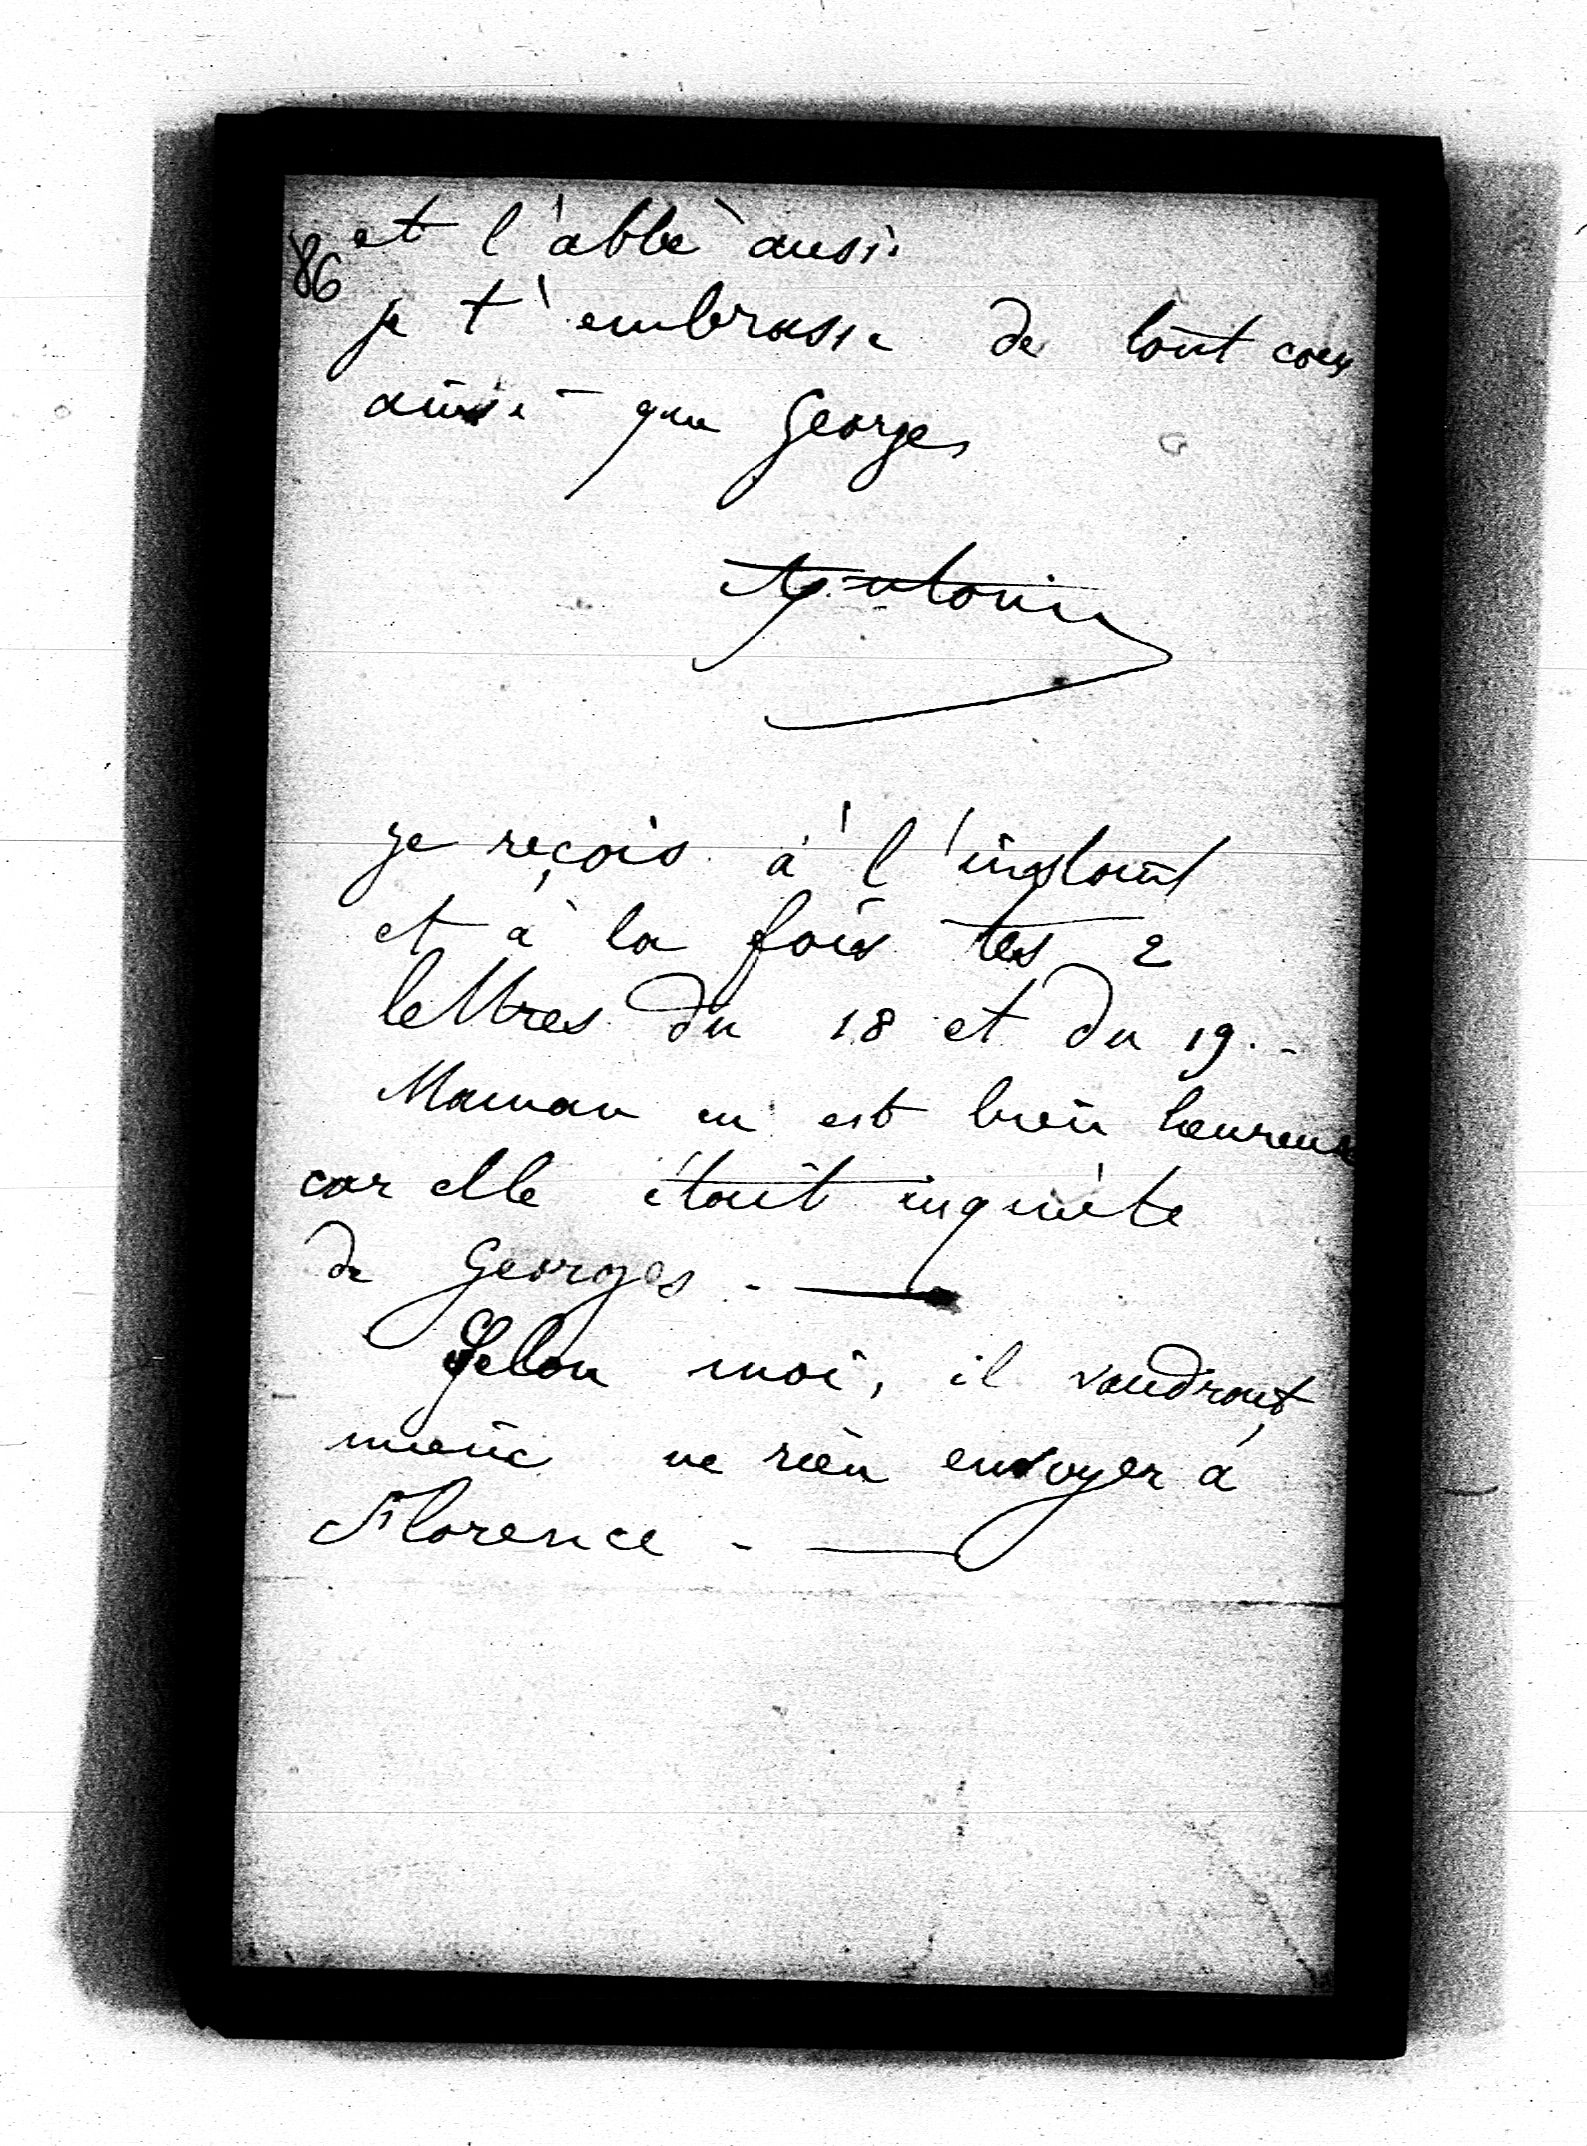 86
et l'abbé aussi
je t'embrasse de tout coeur
ainsi que Georges
Antonin
je reçois à l'instant
et à la fois tes 2
lettres du 18 et du 19. -
Maman en est bien heureuse
car elle était inquiète
de Georges. —
Selon moi, il vaudrait
mieux ne rien envoyer à
Florence. —